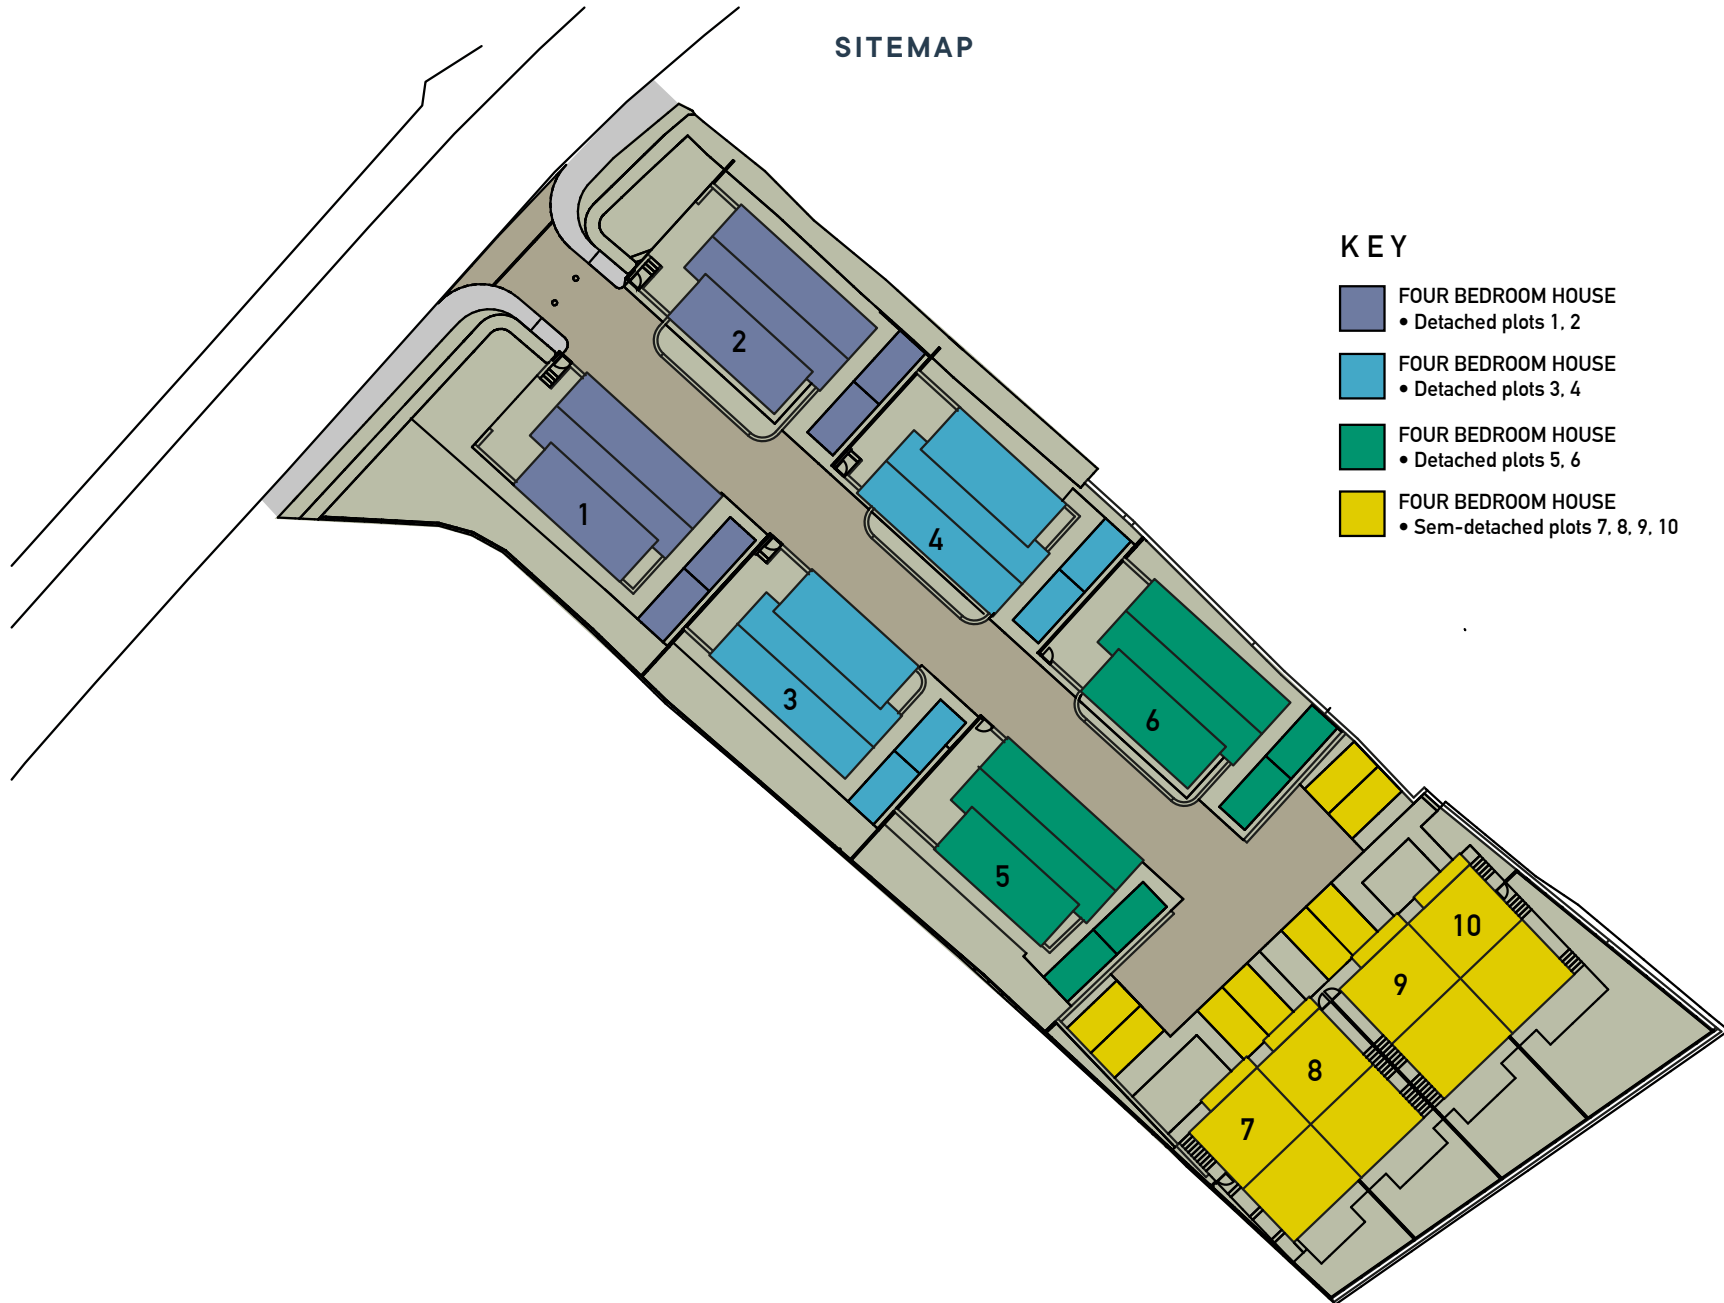 SITEMAP
KEY
FOUR BEDROOM HOUSE
• Detached plots 1, 2
FOUR BEDROOM HOUSE
• Detached plots 3, 4
FOUR BEDROOM HOUSE
• Detached plots 5, 6
FOUR BEDROOM HOUSE
• Sem-detached plots 7, 8, 9, 10
2
1
4
3
6
5
10
9
8
7